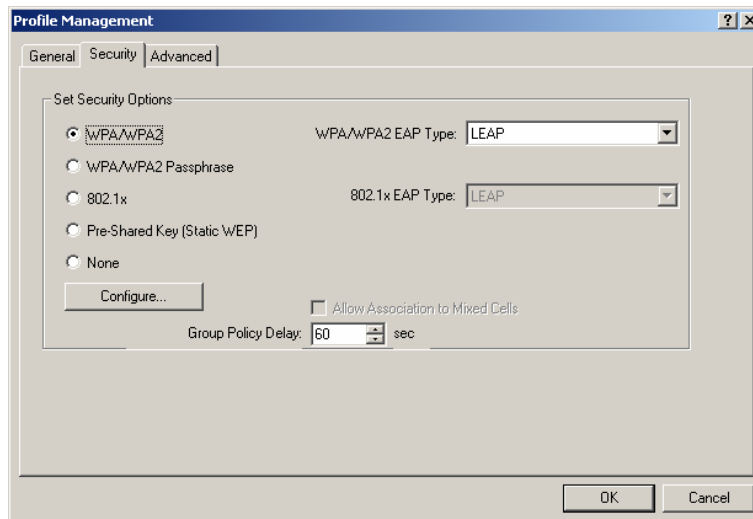 Profile Management
General Security Advanced
Set Security Options
WPA/WPA2 WPA/WPA2 EAP Type: LEAP
WPA/WPA2 Passphrase
802.1x 802.1x EAP Type: LEAP
Pre-Shared Key (Static WEP)
None
Configure...
Allow Association to Mixed Cells
Group Policy Delay: 60 sec
OK Cancel